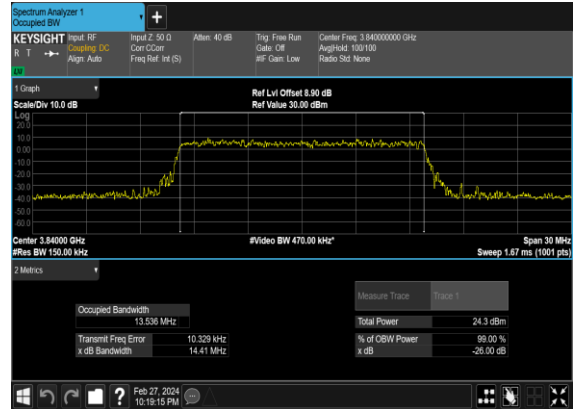 Spectrum Analyzer 1
Occupied BW
+
KEYSIGHT Input: RF Input Z: 50 Ω Atten: 40 dB Trig: Free Run Center Freq: 3.840000000 GHz
R T Coupling: DC Corr CCorr Gate: Off Avg|Hold: 100/100
Align: Auto Freq Ref: Int (S) #IF Gain: Low Radio Std: None
LXI
1 Graph
Ref Lvl Offset 8.90 dB
Scale/Div 10.0 dB Ref Value 30.00 dBm
Log
20.0
10.0
0.00
-10.0
-20.0
-30.0
-40.0
-50.0
-60.0
Center 3.84000 GHz #Video BW 470.00 kHz* Span 30 MHz
#Res BW 150.00 kHz Sweep 1.67 ms (1001 pts)
2 Metrics
Measure Trace Trace 1
Occupied Bandwidth
13.536 MHz Total Power 24.3 dBm
Transmit Freq Error 10.329 kHz % of OBW Power 99.00 %
x dB Bandwidth 14.41 MHz x dB -26.00 dB
? Feb 27, 2024
10:19:15 PM